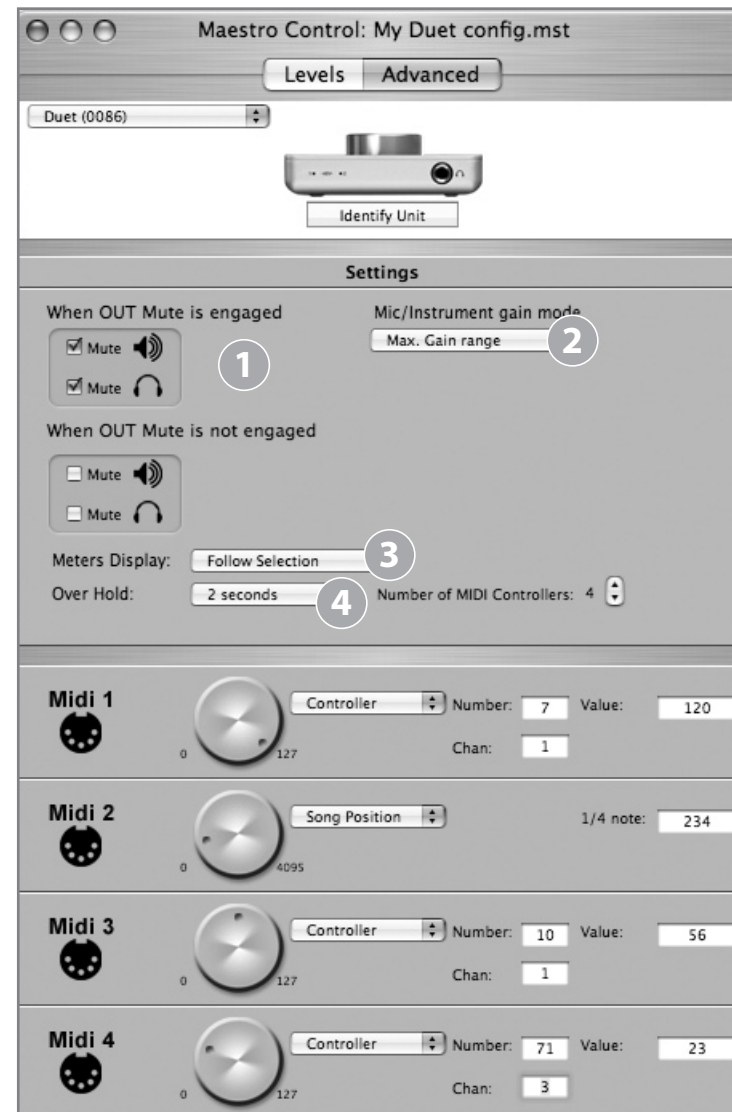 Maestro Control: My Duet config.mst
Levels Advanced
Duet (0086)
Identify Unit
Settings
When OUT Mute is engaged Mic/Instrument gain mode
Mute Max. Gain range 2
1
Mute
When OUT Mute is not engaged
Mute
Mute
Meters Display: Follow Selection 3
Over Hold: 2 seconds 4 Number of MIDI Controllers: 4
Midi 1 Controller Number: 7 Value: 120
0 127 Chan: 1
Midi 2 Song Position 1/4 note: 234
0 4095
Midi 3 Controller Number: 10 Value: 56
0 127 Chan: 1
Midi 4 Controller Number: 71 Value: 23
0 127 Chan: 3